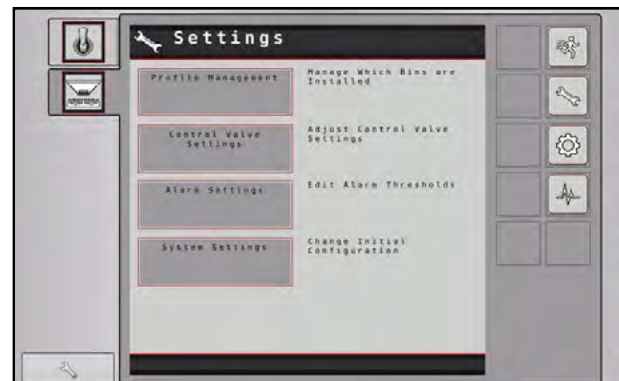 Settings
Profile Management
Manage Which Bins are
Installed
Control Valve
Settings
Adjust Control Valve
Settings
Alarm Settings
Edit Alarm Thresholds
System Settings
Change Initial
Configuration